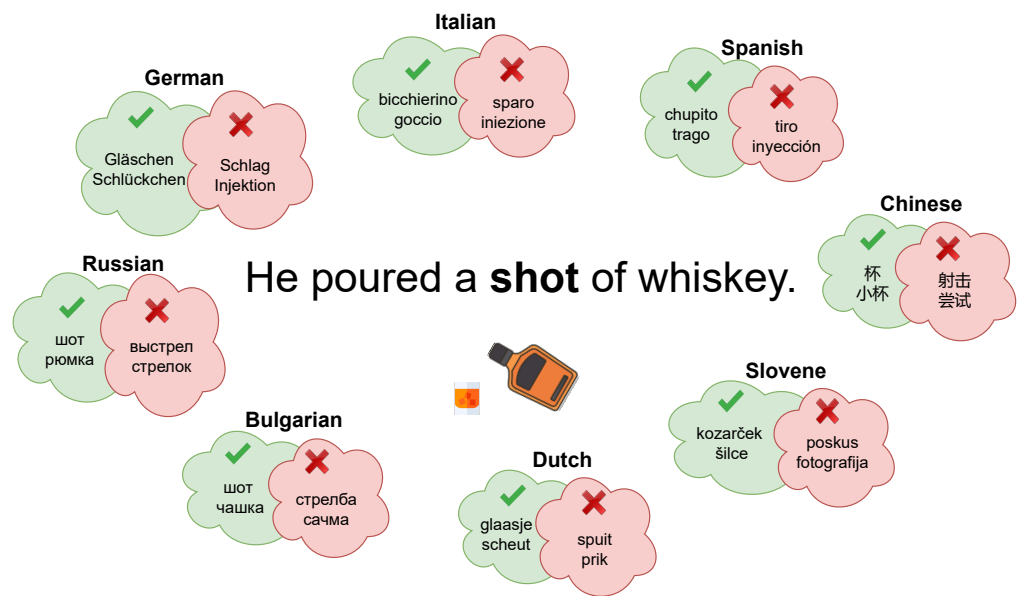 Italian
bicchierino
goccio
sparo
iniezione
Spanish
chupito
trago
tiro
inyección
German
Gläschen
Schlückchen
Schlag
Injektion
Chinese
杯
小杯
射击
尝试
Russian
шот
рюмка
выстрел
стрелок
He poured a shot of whiskey.
Slovene
kozarček
šilce
poskus
fotografija
Bulgarian
шот
чашка
стрелба
сачма
Dutch
glaasje
scheut
spuit
prik